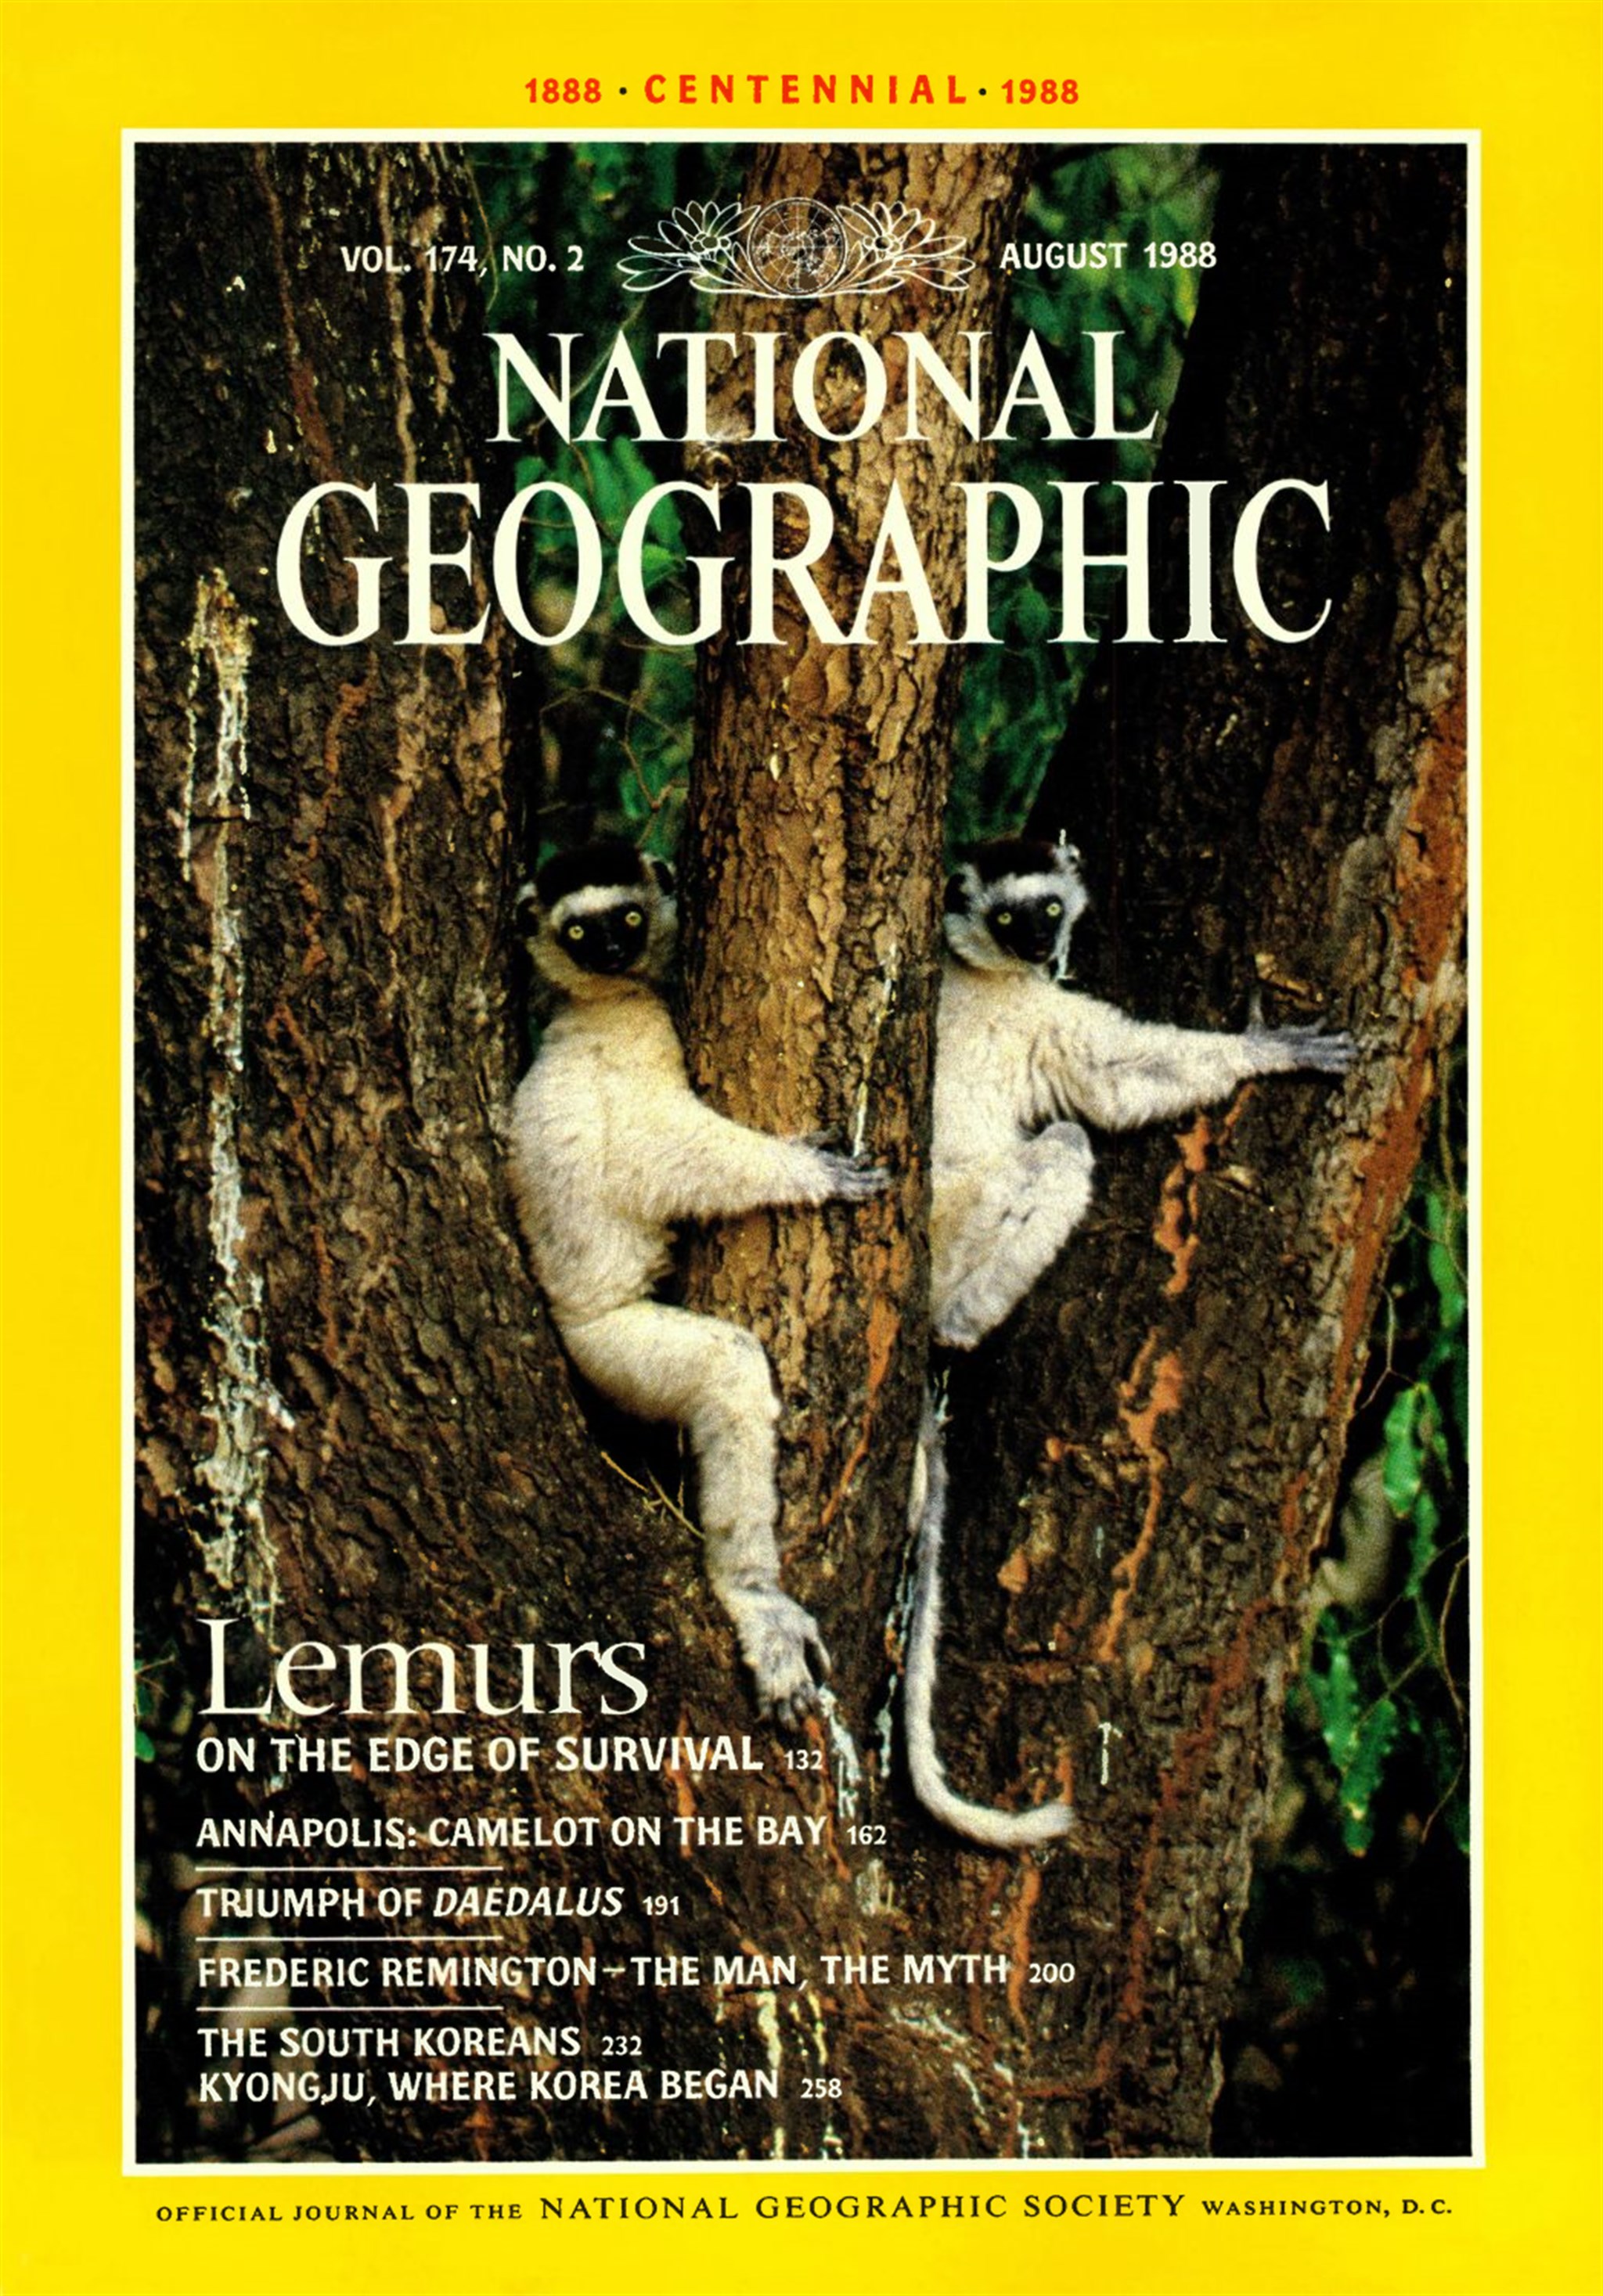 1888 · CENTENNIAL · 1988
VOL. 174, NO. 2
AUGUST 1988
NATIONAL
GEOGRAPHIC
Lemurs
ON THE EDGE OF SURVIVAL 132
ANNAPOLIS: CAMELOT ON THE BAY 162
TRIUMPH OF DAEDALUS 191
FREDERIC REMINGTON–THE MAN, THE MYTH 200
THE SOUTH KOREANS 232
KYONGJU, WHERE KOREA BEGAN 258
OFFICIAL JOURNAL OF THE NATIONAL GEOGRAPHIC SOCIETY WASHINGTON, D.C.